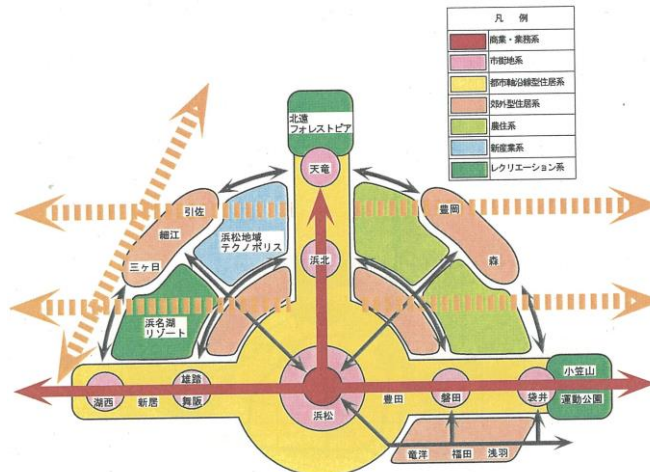 凡 例
商業・業務系
市街地系
都市軸沿線型住居系
郊外型住居系
農住系
新産業系
レクリエーション系
北遠
フォレストピア
天竜
引佐
細江
三ヶ日
浜松地域
テクノポリス
浜北
豊岡
森
浜名湖
リゾート
湖西
新居
雄踏
舞阪
浜松
豊田
磐田
袋井
小笠山
運動公園
竜洋
福田
浅羽